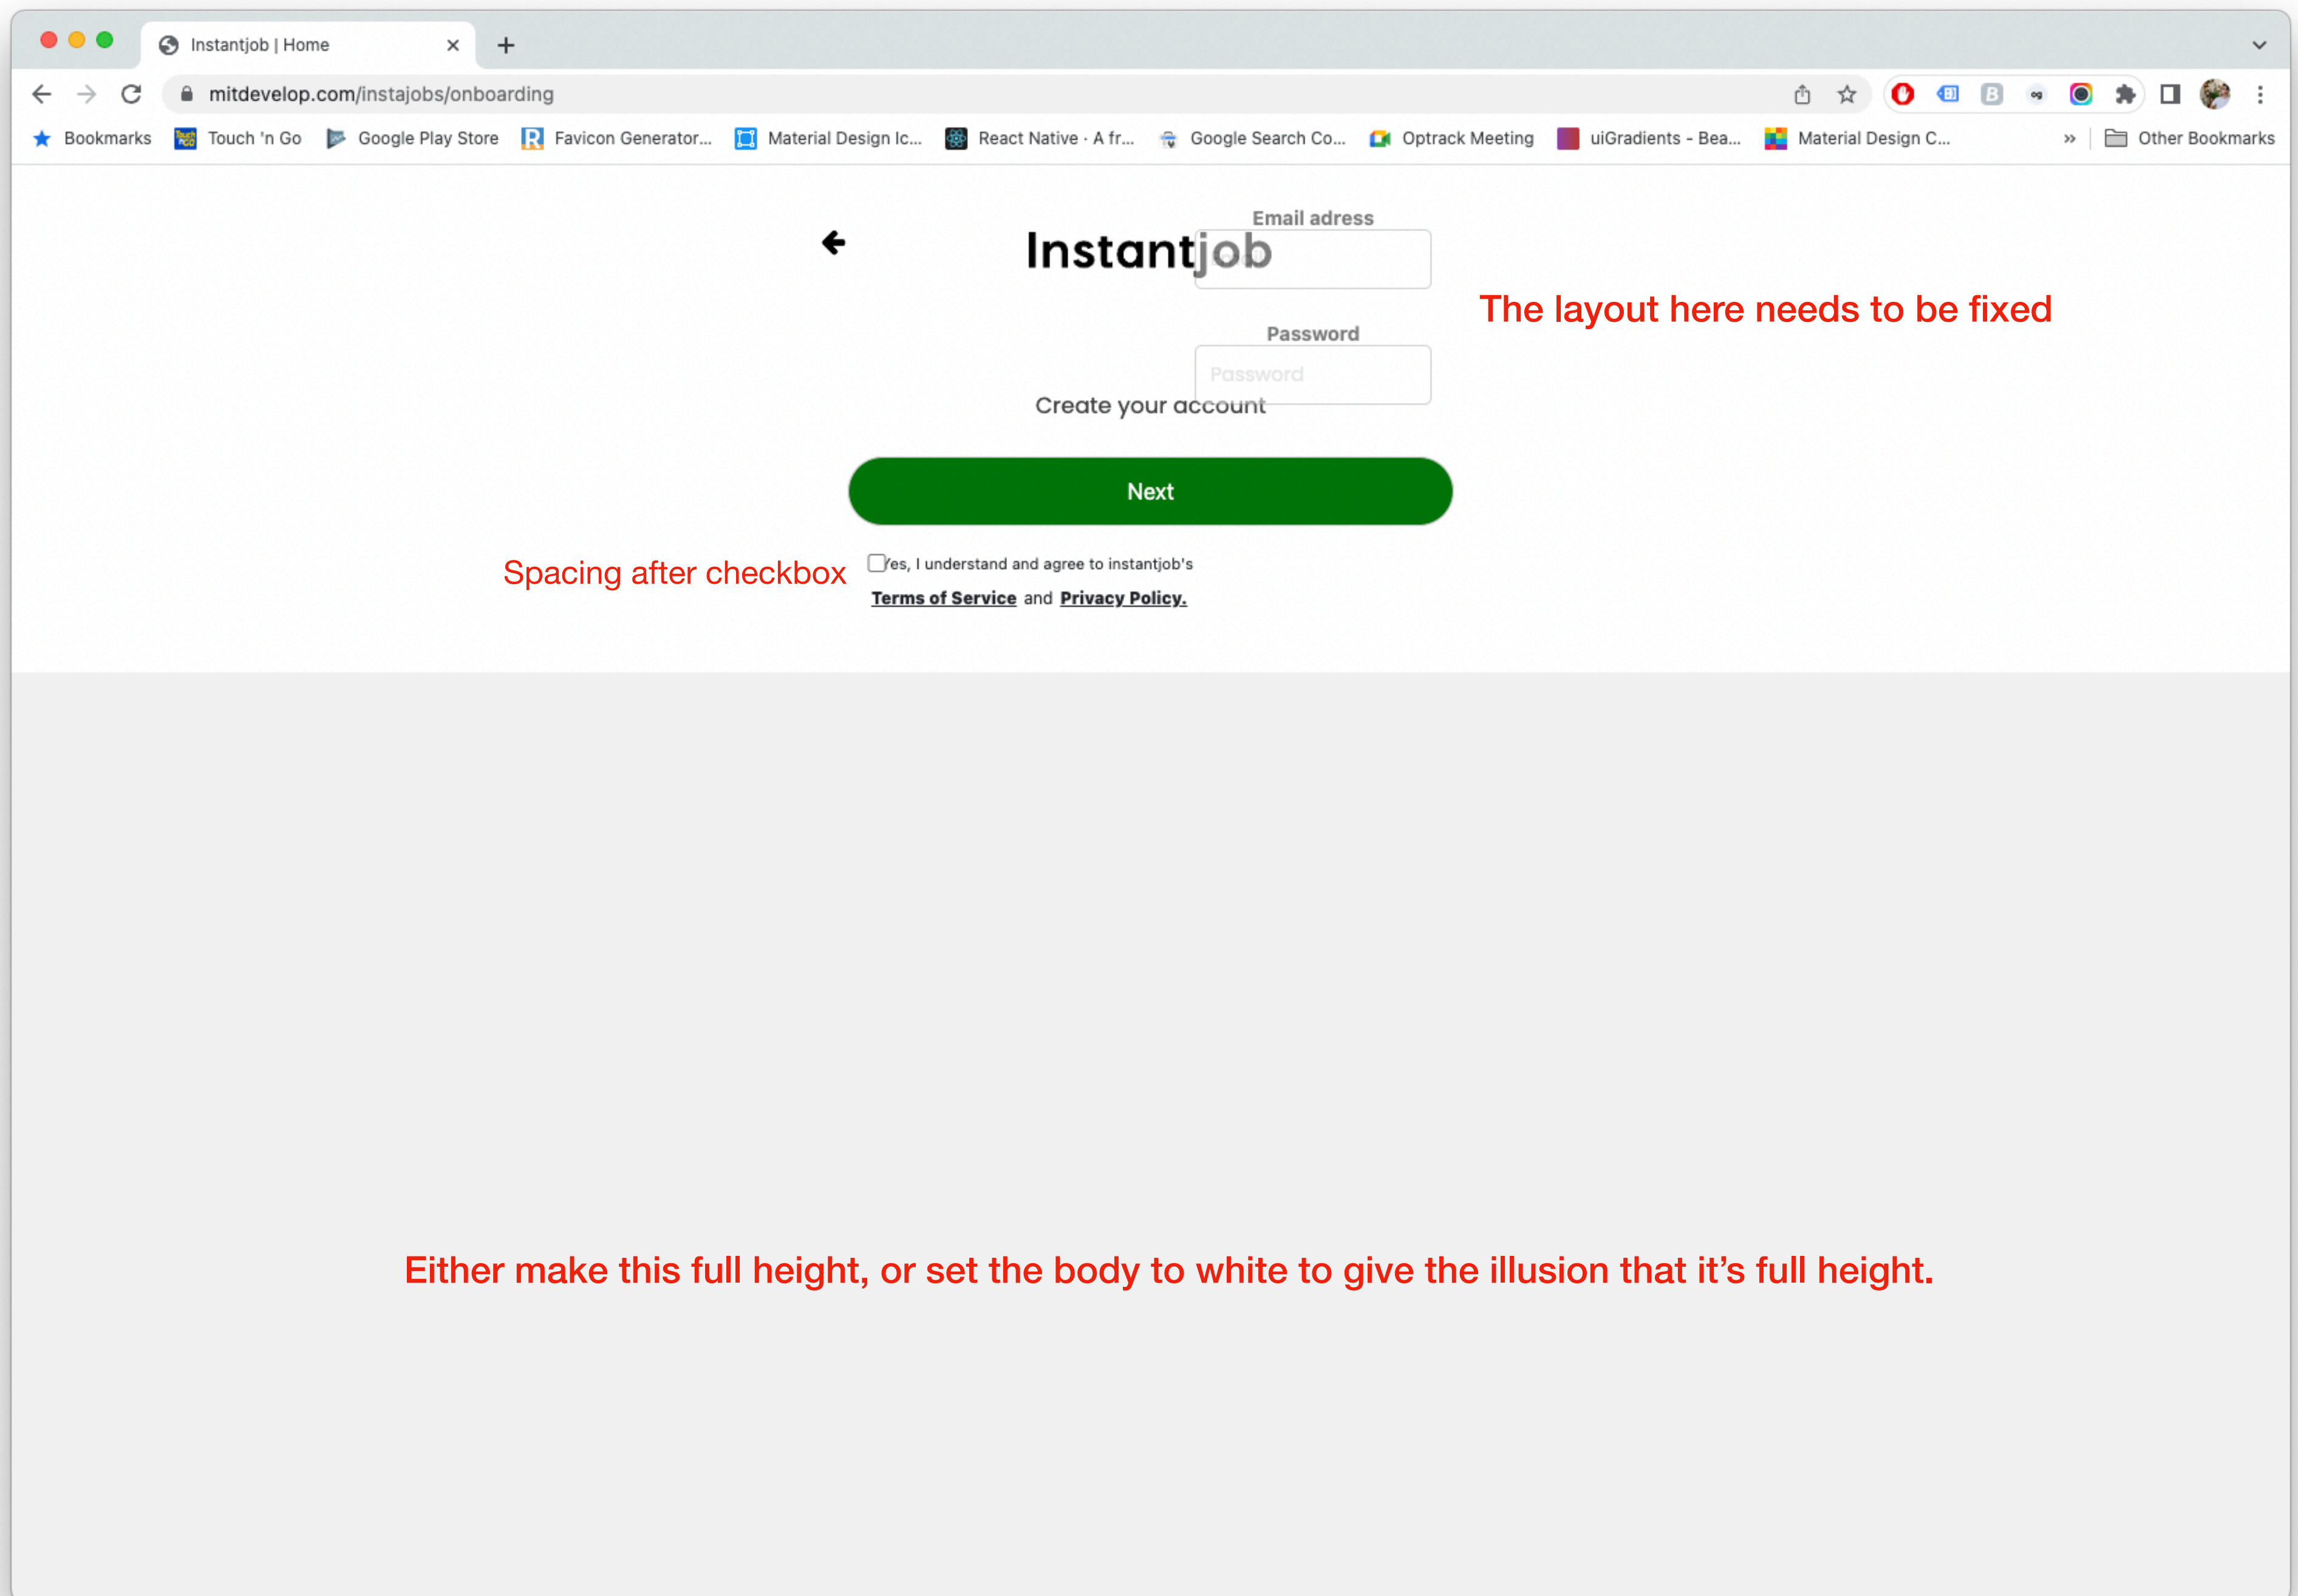 Instantjob | Home
mitdevelop.com/instajobs/onboarding
Bookmarks Touch 'n Go Google Play Store Favicon Generator... Material Design Ic... React Native · A fr... Google Search Co... Optrack Meeting uiGradients - Bea... Material Design C... » Other Bookmarks
Email adress
Instantjob
The layout here needs to be fixed
Password
Password
Create your account
Next
Spacing after checkbox
Yes, I understand and agree to instantjob's
Terms of Service and Privacy Policy.
Either make this full height, or set the body to white to give the illusion that it’s full height.